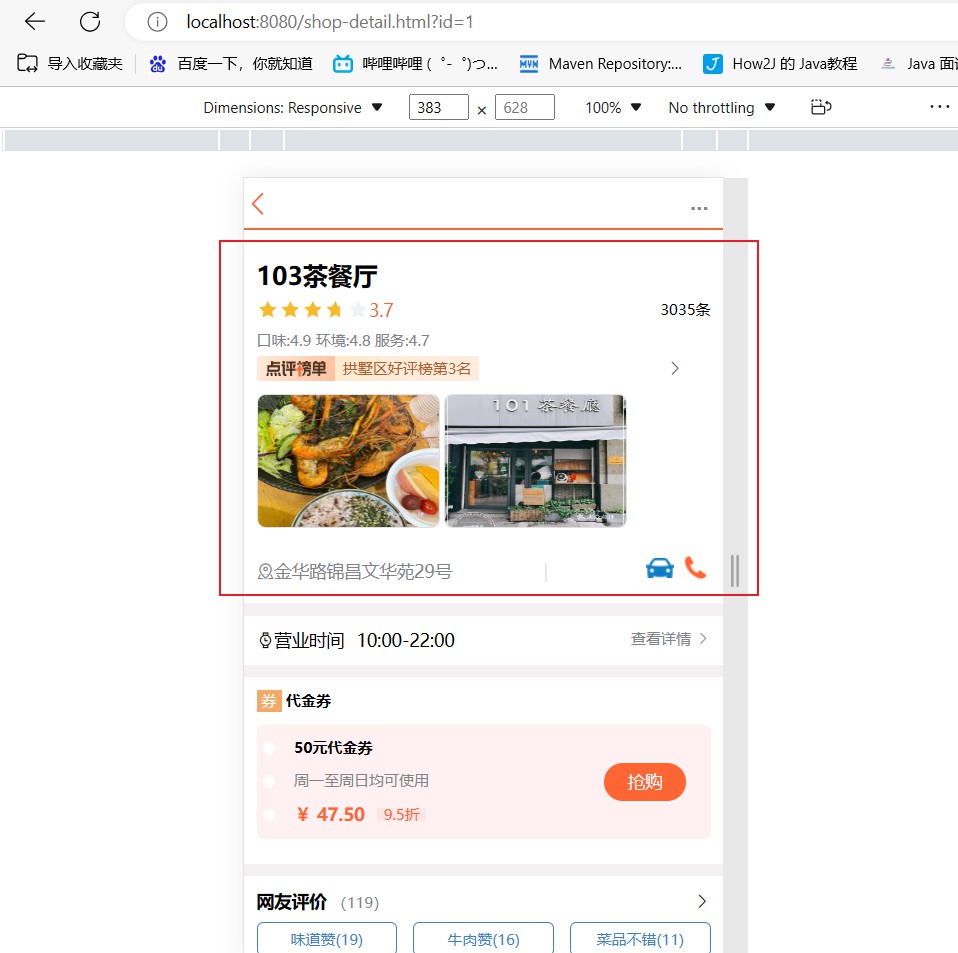 localhost:8080/shop-detail.html?id=1
导入收藏夹 百度一下，你就知道 哔哩哔哩 (゜-゜)つ... Maven Repository:... How2J 的 Java教程 Java 面
Dimensions: Responsive 383 × 628 100% No throttling
103茶餐厅
3.7 3035条
口味:4.9 环境:4.8 服务:4.7
点评榜单 拱墅区好评榜第3名
101 茶餐廳
金华路锦昌文华苑29号
营业时间 10:00-22:00 查看详情
券 代金券
50元代金券
周一至周日均可使用
抢购
￥ 47.50 9.5折
网友评价 (119)
味道赞(19) 牛肉赞(16) 菜品不错(11)